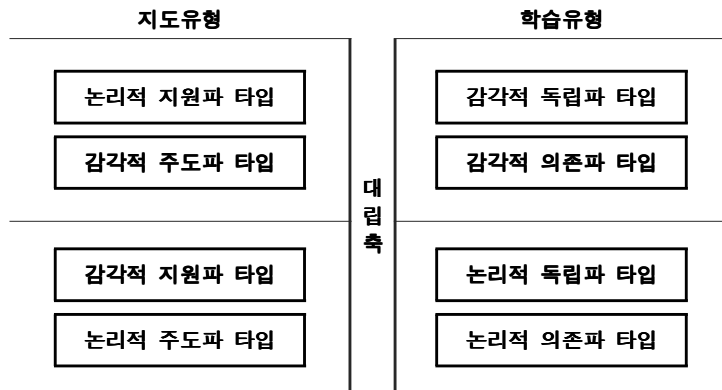 지도유형
학습유형
논리적 지원파 타입
감각적 독립파 타입
감각적 주도파 타입
감각적 의존파 타입
대
립
축
감각적 지원파 타입
논리적 독립파 타입
논리적 주도파 타입
논리적 의존파 타입